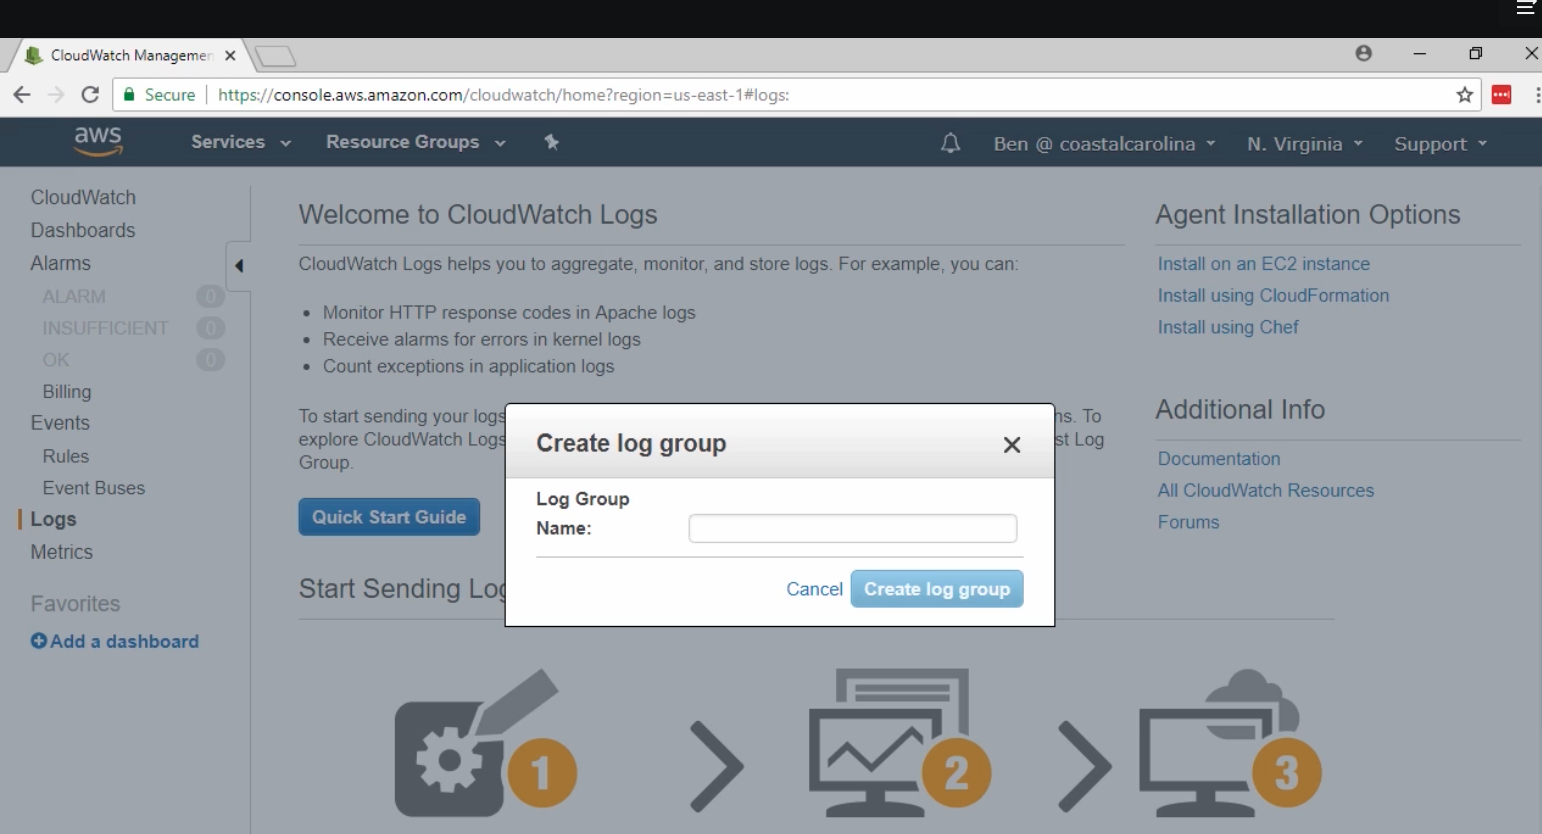 CloudWatch Managemen
Secure | https://console.aws.amazon.com/cloudwatch/home?region=us-east-1#logs:
aws
Services
Resource Groups
Ben @ coastalcarolina
N. Virginia
Support
CloudWatch
Dashboards
Alarms
ALARM 0
INSUFFICIENT 0
OK 0
Billing
Events
Rules
Event Buses
Logs
Metrics
Favorites
Add a dashboard
Welcome to CloudWatch Logs
CloudWatch Logs helps you to aggregate, monitor, and store logs. For example, you can:
• Monitor HTTP response codes in Apache logs
• Receive alarms for errors in kernel logs
• Count exceptions in application logs
To start sending your logs ns. To
explore CloudWatch Logs st Log
Group.
Quick Start Guide
Start Sending Log
Create log group
Log Group
Name:
Cancel
Create log group
1
2
3
Agent Installation Options
Install on an EC2 instance
Install using CloudFormation
Install using Chef
Additional Info
Documentation
All CloudWatch Resources
Forums